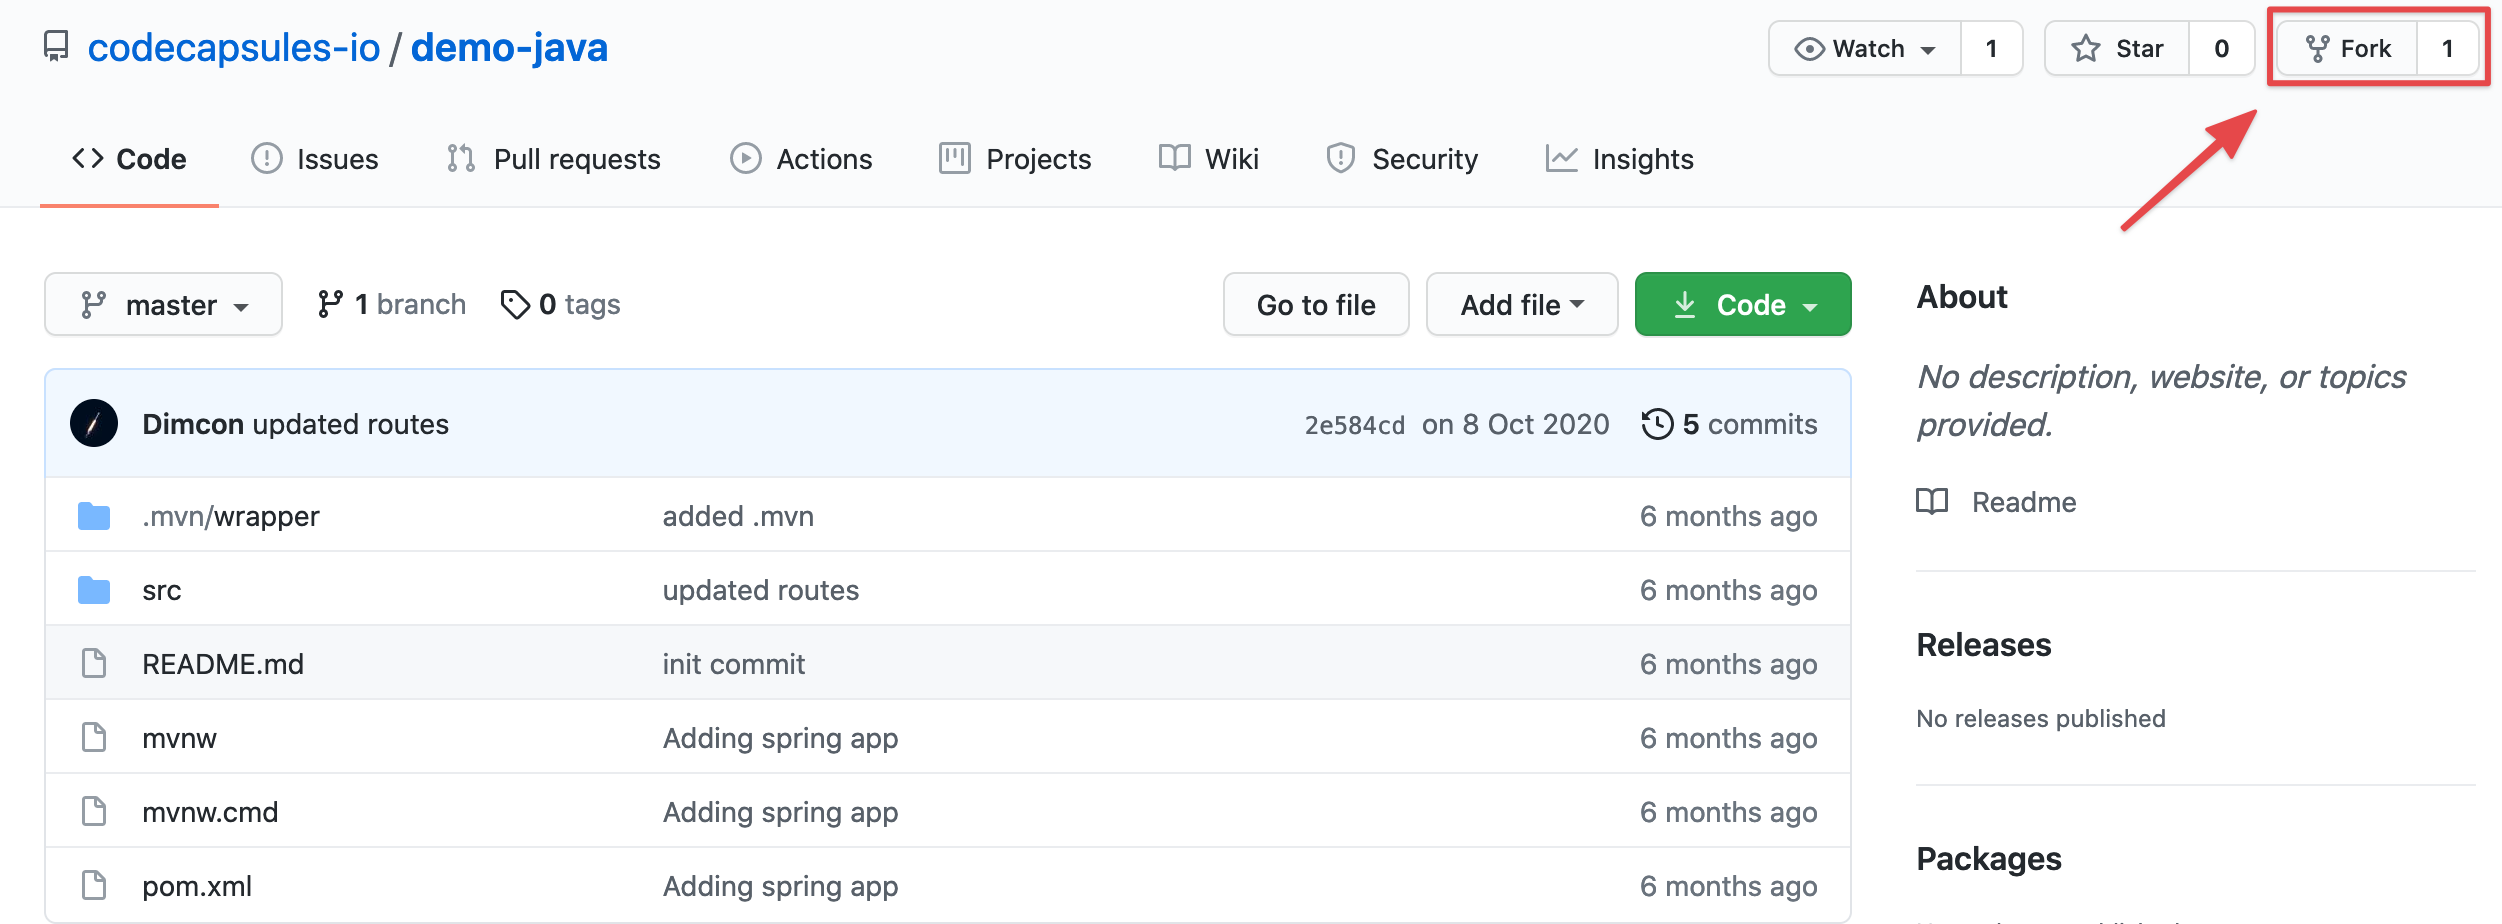 codecapsules-io / demo-java
Watch 1 Star 0 Fork 1
Code Issues Pull requests Actions Projects Wiki Security Insights
master 1 branch 0 tags Go to file Add file Code
Dimcon updated routes 2e584cd on 8 Oct 2020 5 commits
.mvn/wrapper added .mvn 6 months ago
src updated routes 6 months ago
README.md init commit 6 months ago
mvnw Adding spring app 6 months ago
mvnw.cmd Adding spring app 6 months ago
pom.xml Adding spring app 6 months ago
About
No description, website, or topics
provided.
Readme
Releases
No releases published
Packages